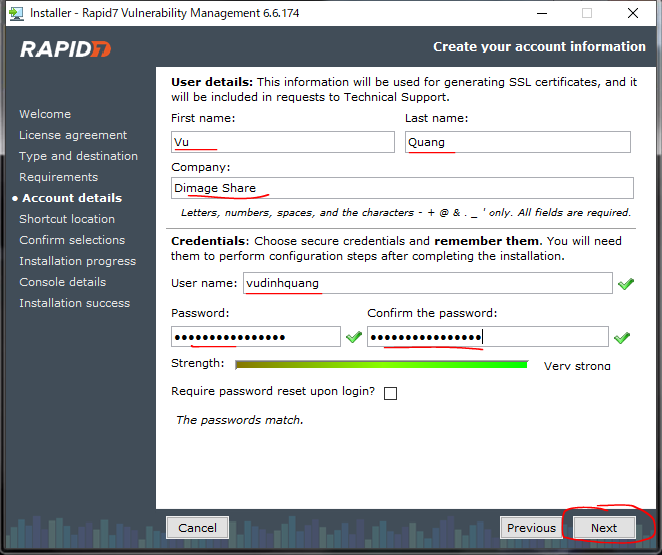 Installer - Rapid7 Vulnerability Management 6.6.174
RAPID7
Create your account information
Welcome
License agreement
Type and destination
Requirements
Account details
Shortcut location
Confirm selections
Installation progress
Console details
Installation success
User details: This information will be used for generating SSL certificates, and it
will be included in requests to Technical Support.
First name: Last name:
Vu Quang
Company:
Dimage Share
Letters, numbers, spaces, and the characters - + @ & . _ ' only. All fields are required.
Credentials: Choose secure credentials and remember them. You will need
them to perform configuration steps after completing the installation.
User name: vudinhquang
Password: Confirm the password:
●●●●●●●●●●●●●●●● ●●●●●●●●●●●●●●●●
Strength: Very strong
Require password reset upon login?
The passwords match.
Cancel Previous Next